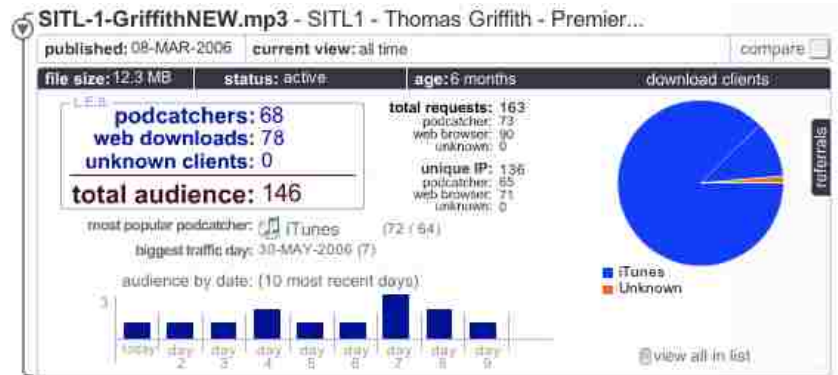 SITL-1-GriffithNEW.mp3 - SITL1 - Thomas Griffith - Premier...
published: 08-MAR-2006 current view: all time compare
file size: 12.3 MB status: active age: 6 months download clients
L.E.S.
podcatchers: 68
web downloads: 78
unknown clients: 0
total audience: 146
total requests: 163
podcatcher: 73
web browser: 90
unknown: 0
unique IP: 136
podcatcher: 65
web browser: 71
unknown: 0
referrals
most popular podcatcher: iTunes (72 / 64)
biggest traffic day: 30-MAY-2006 (7)
iTunes
Unknown
audience by date: (10 most recent days)
3
today day 2 day 3 day 4 day 5 day 6 day 7 day 8 day 9
view all in list